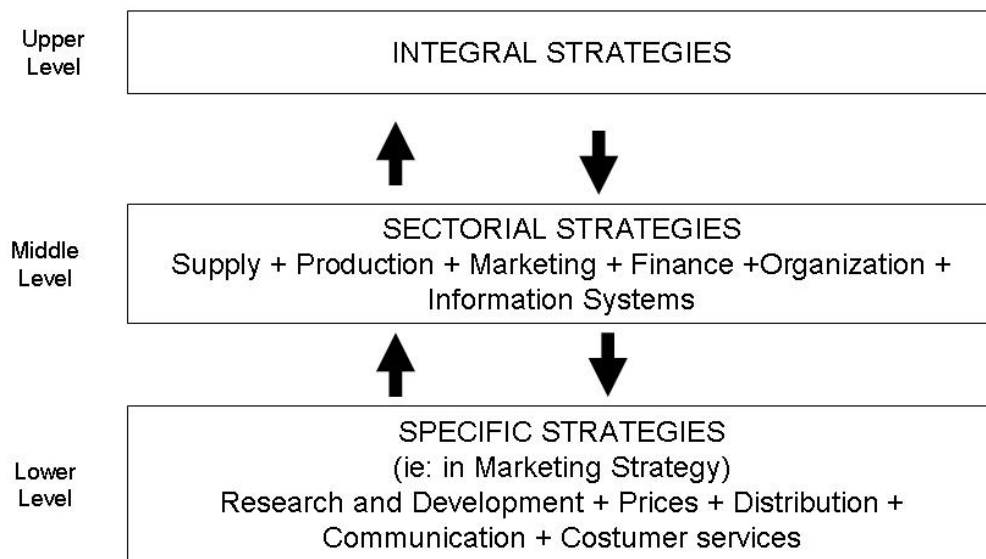 Upper
Level
INTEGRAL STRATEGIES
Middle
Level
SECTORIAL STRATEGIES
Supply + Production + Marketing + Finance +Organization +
Information Systems
Lower
Level
SPECIFIC STRATEGIES
(ie: in Marketing Strategy)
Research and Development + Prices + Distribution +
Communication + Costumer services